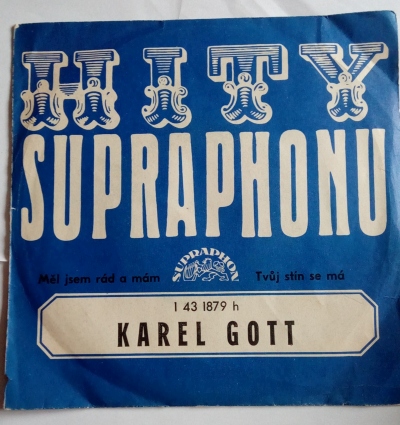 HITY
SUPRAPHONU
SUPRAPHON
Měl jsem rád a mám
Tvůj stín se má
1 43 1879 h
KAREL GOTT